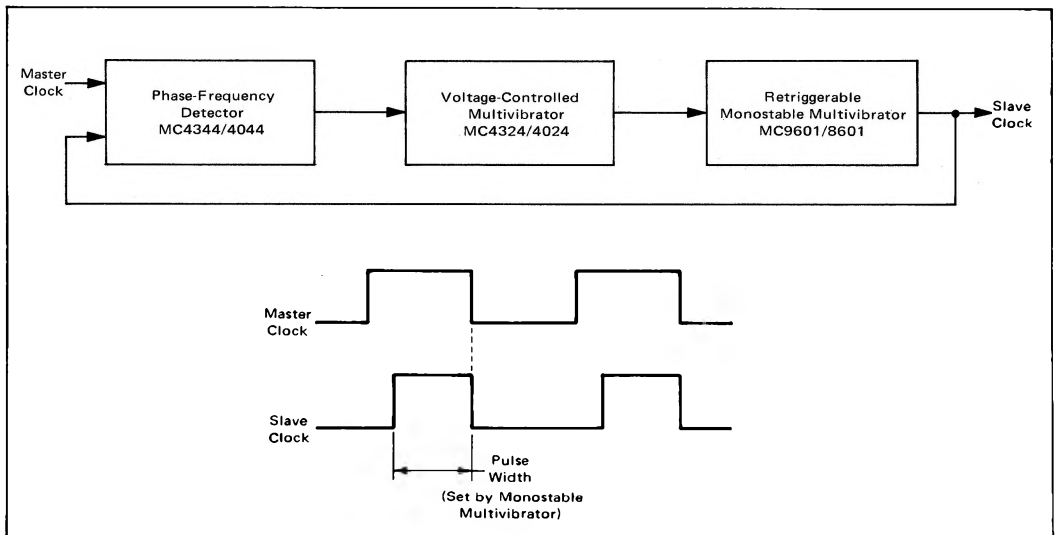 Master
Clock
Phase-Frequency
Detector
MC4344/4044
Voltage-Controlled
Multivibrator
MC4324/4024
Retriggerable
Monostable Multivibrator
MC9601/8601
Slave
Clock
Master
Clock
Slave
Clock
Pulse
Width
(Set by Monostable
Multivibrator)